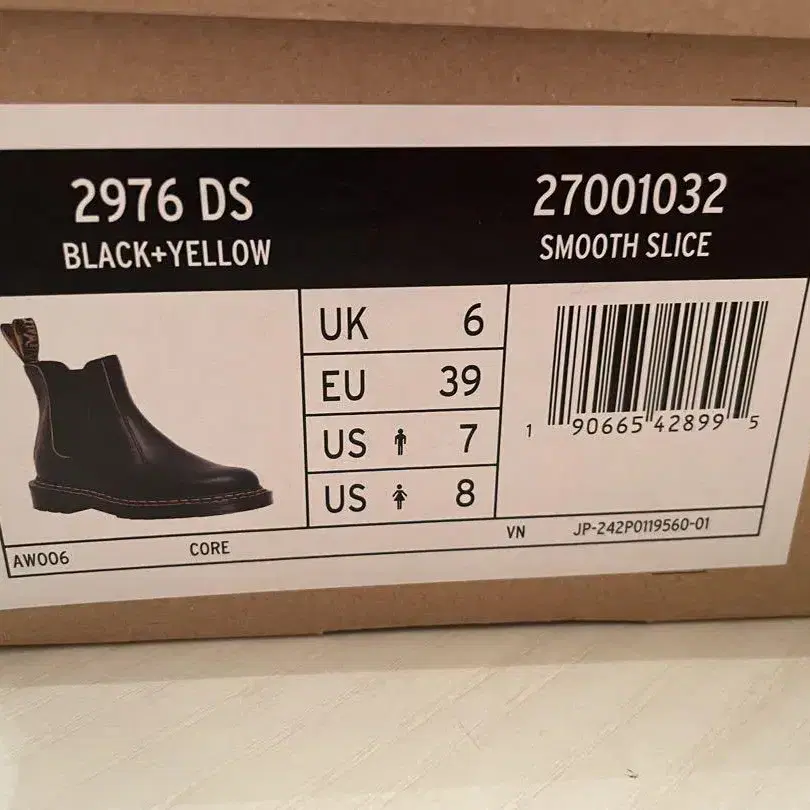 2976 DS
BLACK+YELLOW
27001032
SMOOTH SLICE
UK 6
EU 39
US 7
US 8
1 90665 42899 5
AW006 CORE VN JP-242P0119560-01